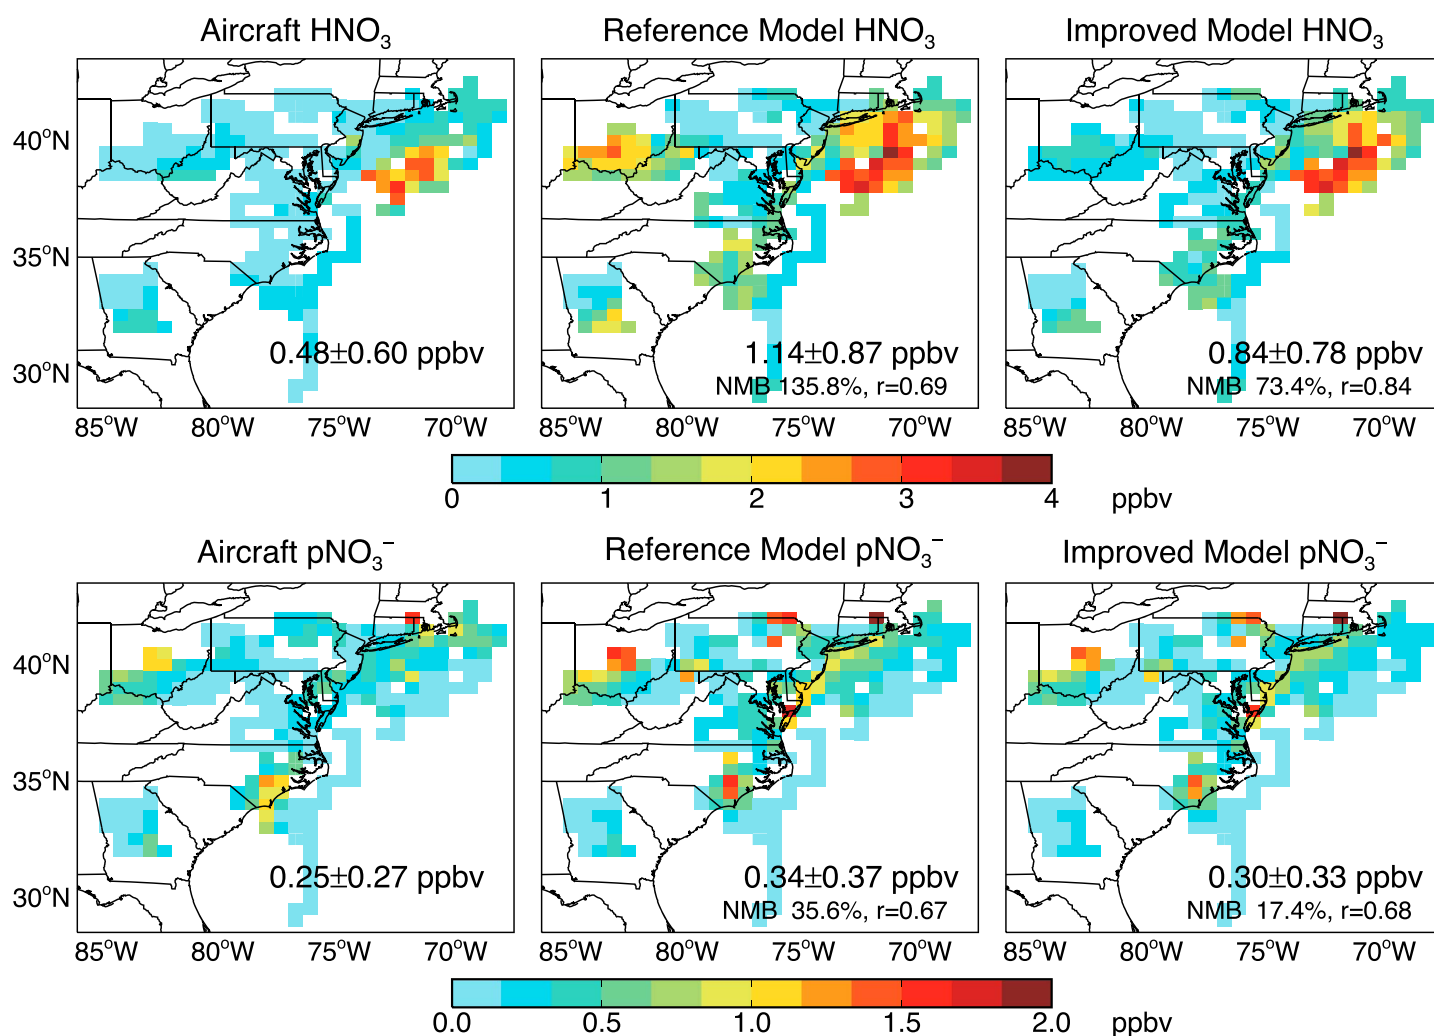 Aircraft HNO₃
Reference Model HNO₃
Improved Model HNO₃
40°N
35°N
30°N
0.48±0.60 ppbv
1.14±0.87 ppbv
NMB 135.8%, r=0.69
0.84±0.78 ppbv
NMB 73.4%, r=0.84
85°W 80°W 75°W 70°W
85°W 80°W 75°W 70°W
85°W 80°W 75°W 70°W
0 1 2 3 4 ppbv
Aircraft pNO₃⁻
Reference Model pNO₃⁻
Improved Model pNO₃⁻
40°N
35°N
30°N
0.25±0.27 ppbv
0.34±0.37 ppbv
NMB 35.6%, r=0.67
0.30±0.33 ppbv
NMB 17.4%, r=0.68
85°W 80°W 75°W 70°W
85°W 80°W 75°W 70°W
85°W 80°W 75°W 70°W
0.0 0.5 1.0 1.5 2.0 ppbv